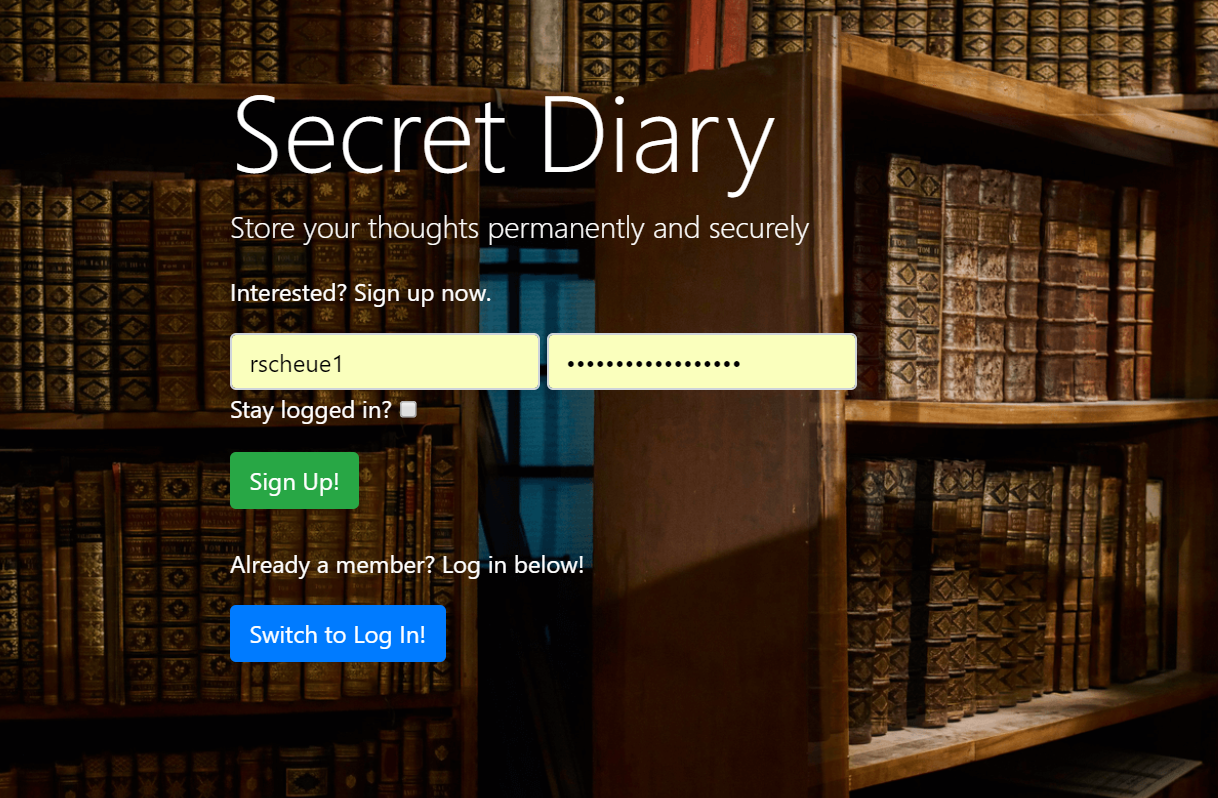 Secret Diary
Store your thoughts permanently and securely
Interested? Sign up now.
rscheue1 ••••••••••••••••••
Stay logged in?
Sign Up!
Already a member? Log in below!
Switch to Log In!